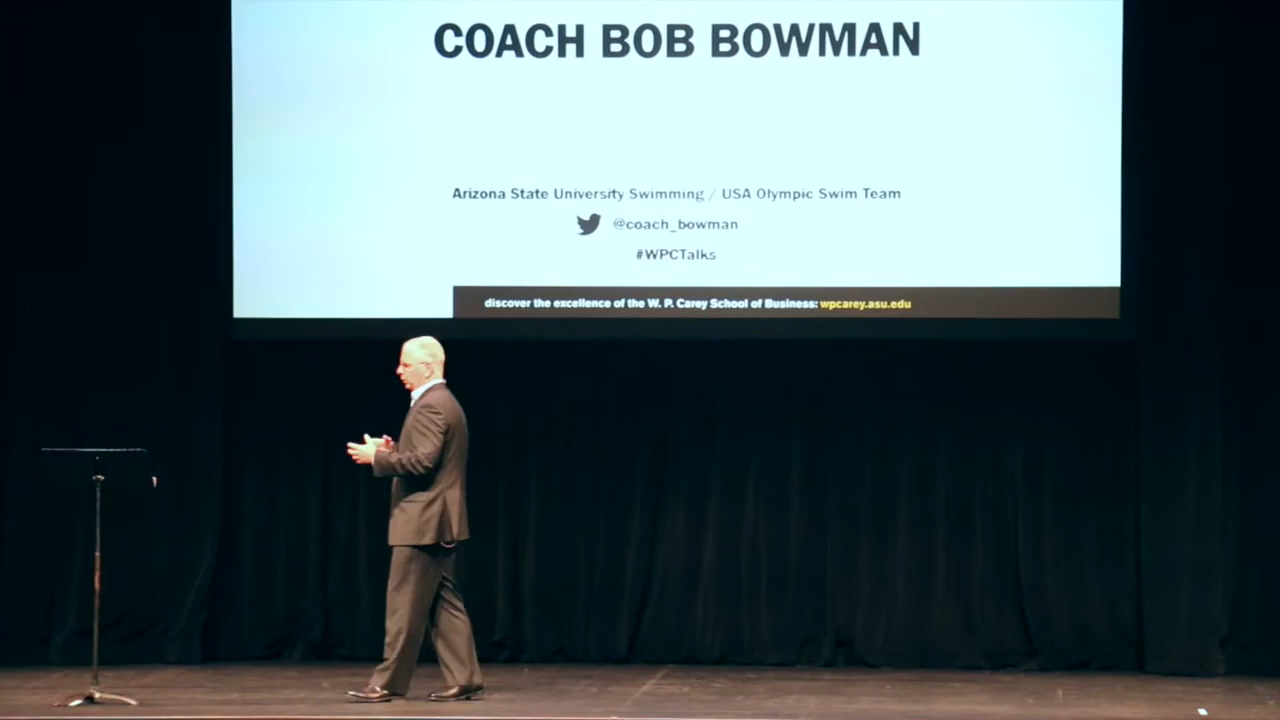 COACH BOB BOWMAN
Arizona State University Swimming / USA Olympic Swim Team
@coach_bowman
#WPCTalks
discover the excellence of the W. P. Carey School of Business: wpcarey.asu.edu